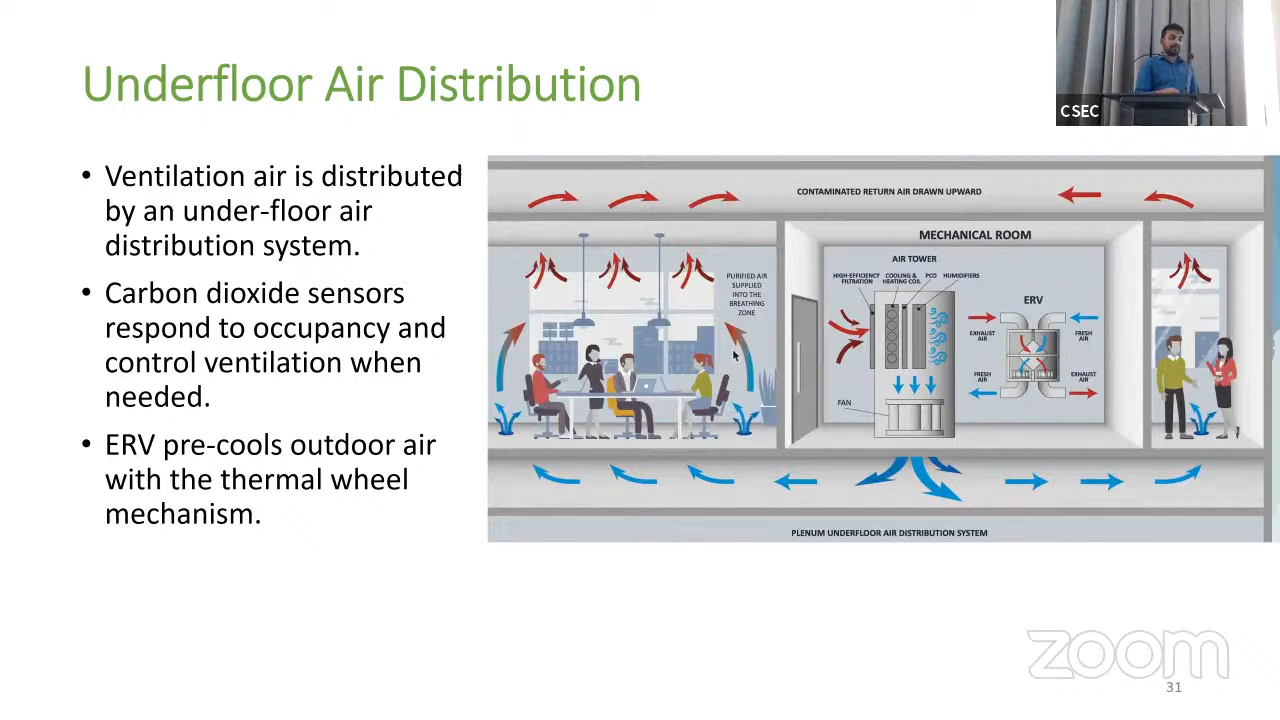 Underfloor Air Distribution
CSEC
• Ventilation air is distributed
by an under-floor air
distribution system.
• Carbon dioxide sensors
respond to occupancy and
control ventilation when
needed.
• ERV pre-cools outdoor air
with the thermal wheel
mechanism.
CONTAMINATED RETURN AIR DRAWN UPWARD
MECHANICAL ROOM
AIR TOWER
HIGH-EFFICIENCY
FILTRATION
COOLING &
HEATING COIL
PCO
HUMIDIFIERS
PURIFIED AIR
SUPPLIED
INTO THE
BREATHING
ZONE
ERV
EXHAUST
AIR
FRESH
AIR
FRESH
AIR
EXHAUST
AIR
FAN
PLENUM UNDERFLOOR AIR DISTRIBUTION SYSTEM
zoom
31